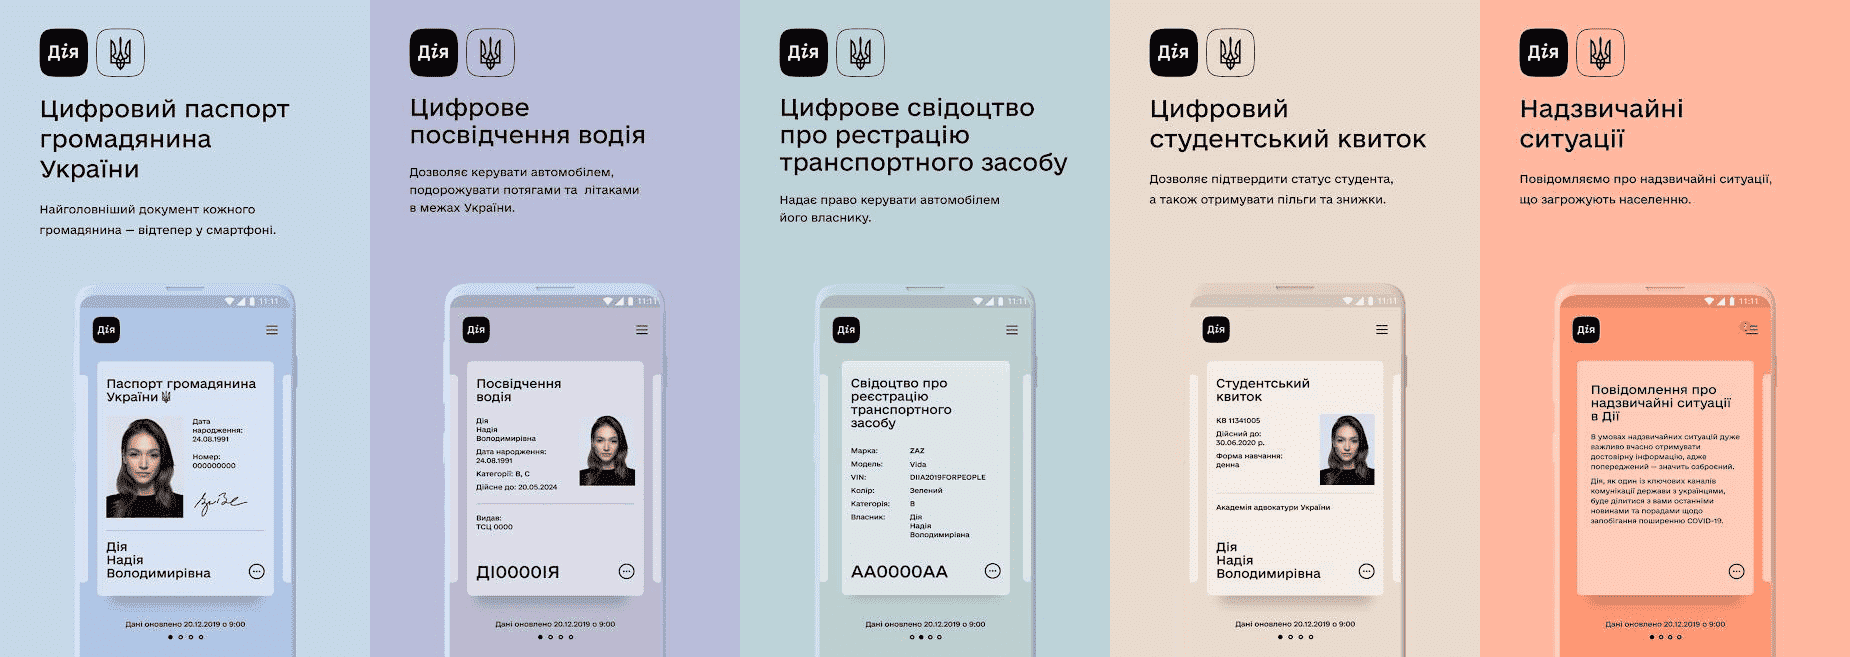 Дія
Цифровий паспорт
громадянина
України
Найголовніший документ кожного
громадянина — відтепер у смартфоні.
11:11
Дія
Паспорт громадянина
України
Дата
народження:
24.08.1991
Номер:
000000000
Дія
Надія
Володимирівна
Дані оновлено 20.12.2019 о 9:00
Дія
Цифрове
посвідчення водія
Дозволяє керувати автомобілем,
подорожувати потягами та літаками
в межах України.
11:11
Дія
Посвідчення
водія
Дія
Надія
Володимирівна
Дата народження:
24.08.1991
Категорії: B, C
Дійсне до: 20.05.2024
Видав:
ТСЦ 0000
ДІ0000ІЯ
Дані оновлено 20.12.2019 о 9:00
Дія
Цифрове свідоцтво
про рестрацію
транспортного засобу
Надає право керувати автомобілем
його власнику.
11:11
Дія
Свідоцтво про
реєстрацію
транспортного
засобу
Марка: ZAZ
Модель: Vida
VIN: DIIA2019FORPEOPLE
Колір: Зелений
Категорія: B
Власник: Дія
Надія
Володимирівна
АА0000АА
Дані оновлено 20.12.2019 о 9:00
Дія
Цифровий
студентський квиток
Дозволяє підтвердити статус студента,
а також отримувати пільги та знижки.
11:11
Дія
Студентський
квиток
КВ 11341005
Дійсний до:
30.06.2020 р.
Форма навчання:
денна
Академія адвокатури України
Дія
Надія
Володимирівна
Дані оновлено 20.12.2019 о 9:00
Дія
Надзвичайні
ситуації
Повідомляємо про надзвичайні ситуації,
що загрожують населенню.
11:11
Дія
Повідомлення про
надзвичайні ситуації
в Дії
В умовах надзвичайних ситуацій дуже
важливо вчасно отримувати
достовірну інформацію, адже
попереджений — значить озброєний.
Дія, як один із ключових каналів
комунікації держави з українцями,
буде ділитися з вами останніми
новинами та порадами щодо
запобігання поширенню COVID-19.
Дані оновлено 20.12.2019 о 9:00